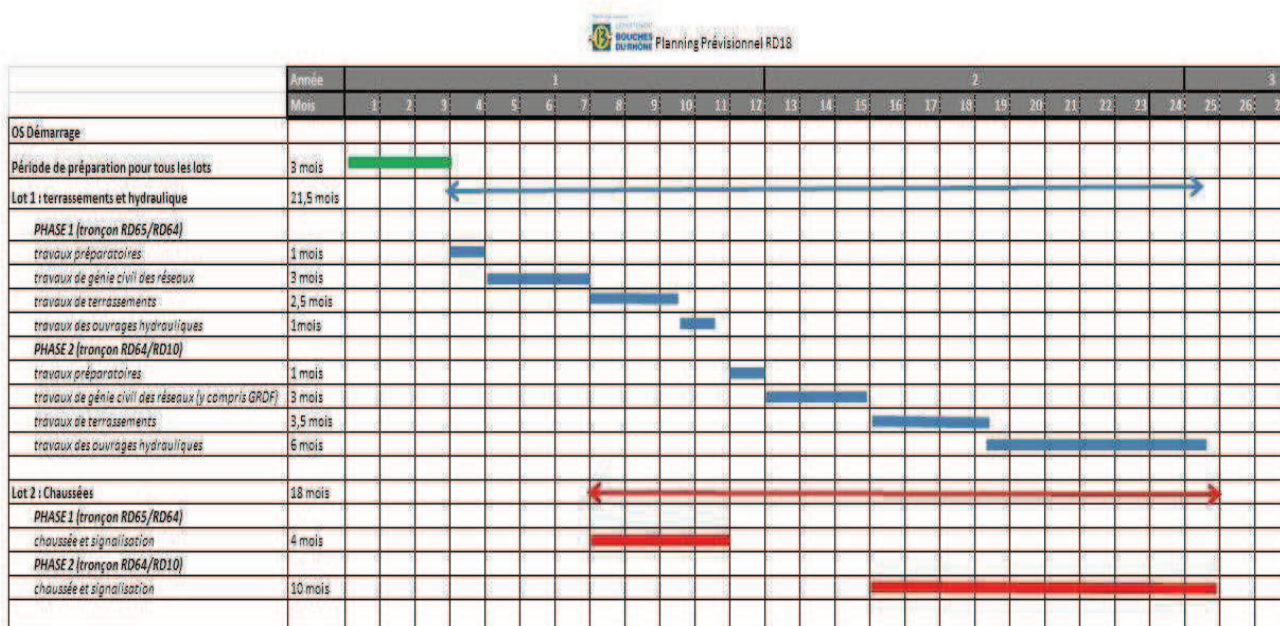 DÉPARTEMENT
BOUCHES
DU RHÔNE
Planning Prévisionnel RD18
Année 1 2 3
Mois 1 2 3 4 5 6 7 8 9 10 11 12 13 14 15 16 17 18 19 20 21 22 23 24 25 26
OS Démarrage
Période de préparation pour tous les lots 3 mois
Lot 1 : terrassements et hydraulique 21,5 mois
PHASE 1 (tronçon RD65/RD64)
travaux préparatoires 1 mois
travaux de génie civil des réseaux 3 mois
travaux de terrassements 2,5 mois
travaux des ouvrages hydrauliques 1mois
PHASE 2 (tronçon RD64/RD10)
travaux préparatoires 1 mois
travaux de génie civil des réseaux (y compris GRDF) 3 mois
travaux de terrassements 3,5 mois
travaux des ouvrages hydrauliques 6 mois
Lot 2 : Chaussées 18 mois
PHASE 1 (tronçon RD65/RD64)
chaussée et signalisation 4 mois
PHASE 2 (tronçon RD64/RD10)
chaussée et signalisation 10 mois